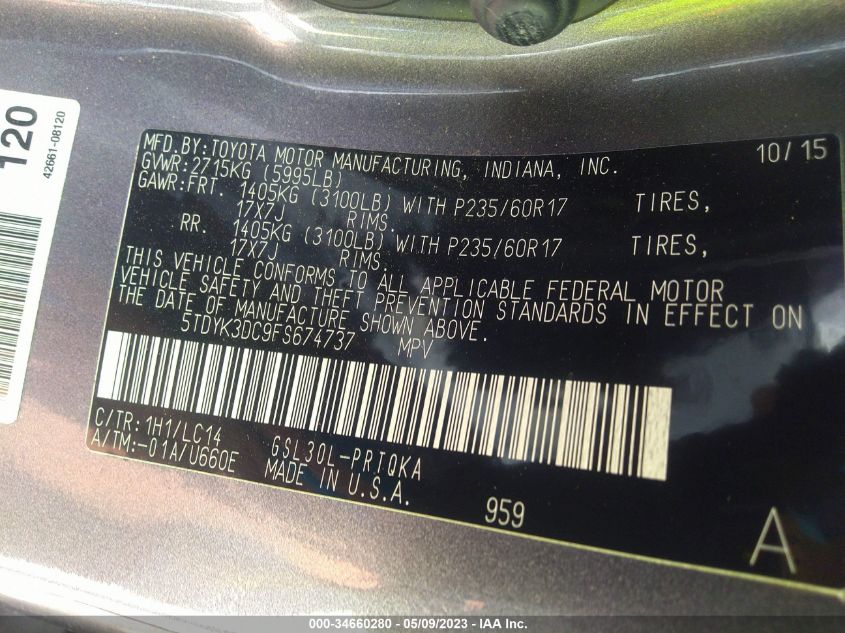 120
42661-08120
MFD.BY:TOYOTA MOTOR MANUFACTURING, INDIANA, INC. 10/15
GVWR:2715KG (5995LB)
GAWR:FRT. 1405KG (3100LB) WITH P235/60R17 TIRES,
17X7J RIMS.
RR. 1405KG (3100LB) WITH P235/60R17 TIRES,
17X7J RIMS.
THIS VEHICLE CONFORMS TO ALL APPLICABLE FEDERAL MOTOR
VEHICLE SAFETY AND THEFT PREVENTION STANDARDS IN EFFECT ON
THE DATE OF MANUFACTURE SHOWN ABOVE.
5TDYK3DC9FS674737 MPV
C/TR:1H1/LC14
A/TM:-01A/U660E
GSL30L-PRTQKA
MADE IN U.S.A.
959
A
000-34660280 - 05/09/2023 - IAA Inc.